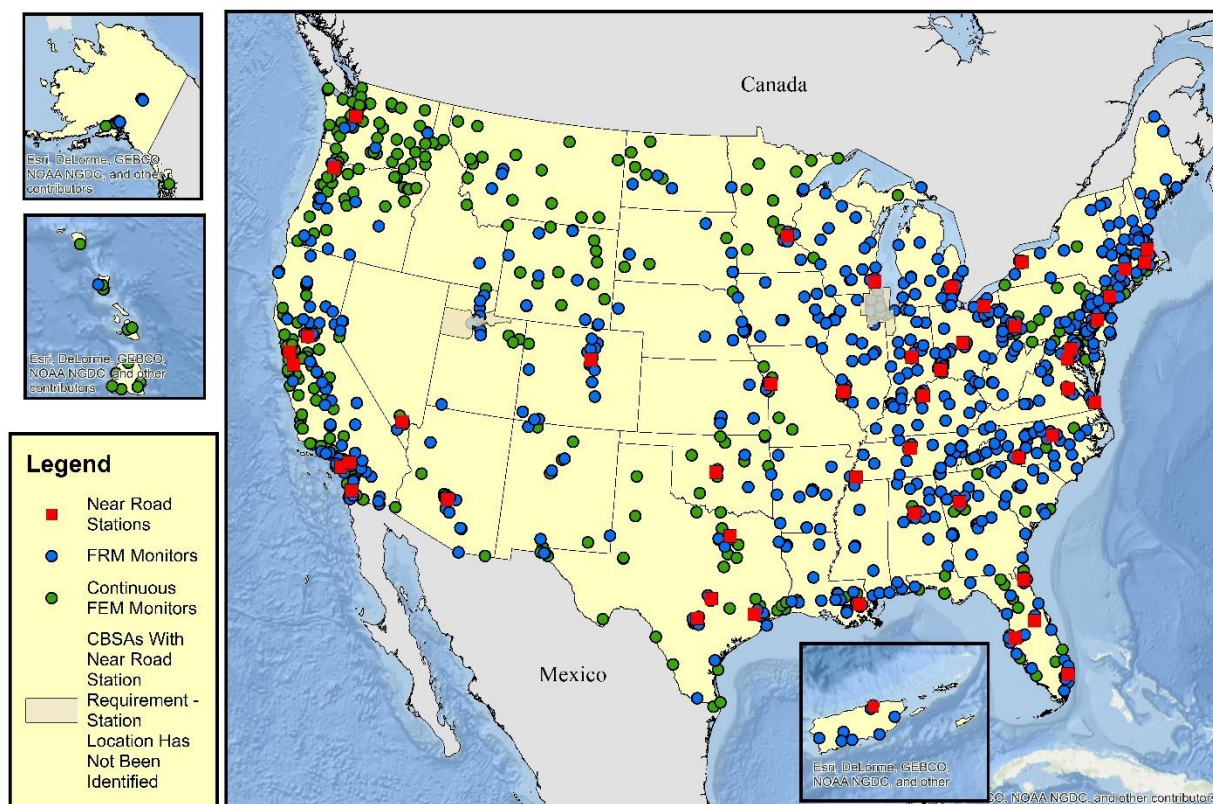 Esri, DeLorme, GEBCO,
NOAA NGDC, and other
contributors
Canada
Esri, DeLorme, GEBCO,
NOAA NGDC, and other
contributors
Legend
Near Road
Stations
FRM Monitors
Continuous
FEM Monitors
CBSAs With
Near Road
Station
Requirement -
Station
Location Has
Not Been
Identified
Mexico
Esri, DeLorme, GEBCO,
NOAA NGDC, and other
CO, NOAA NGDC, and other contributors